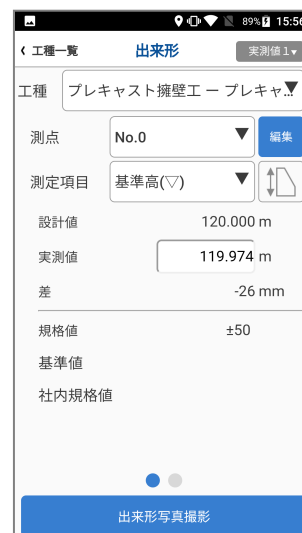 89% 15:56
工種一覧 出来形 実測値1▼
工種 プレキャスト擁壁工 ー プレキャ…▼
測点 No.0 ▼ 編集
測定項目 基準高(▽) ▼
設計値 120.000 m
実測値 119.974 m
差 -26 mm
規格値 ±50
基準値
社内規格値
出来形写真撮影